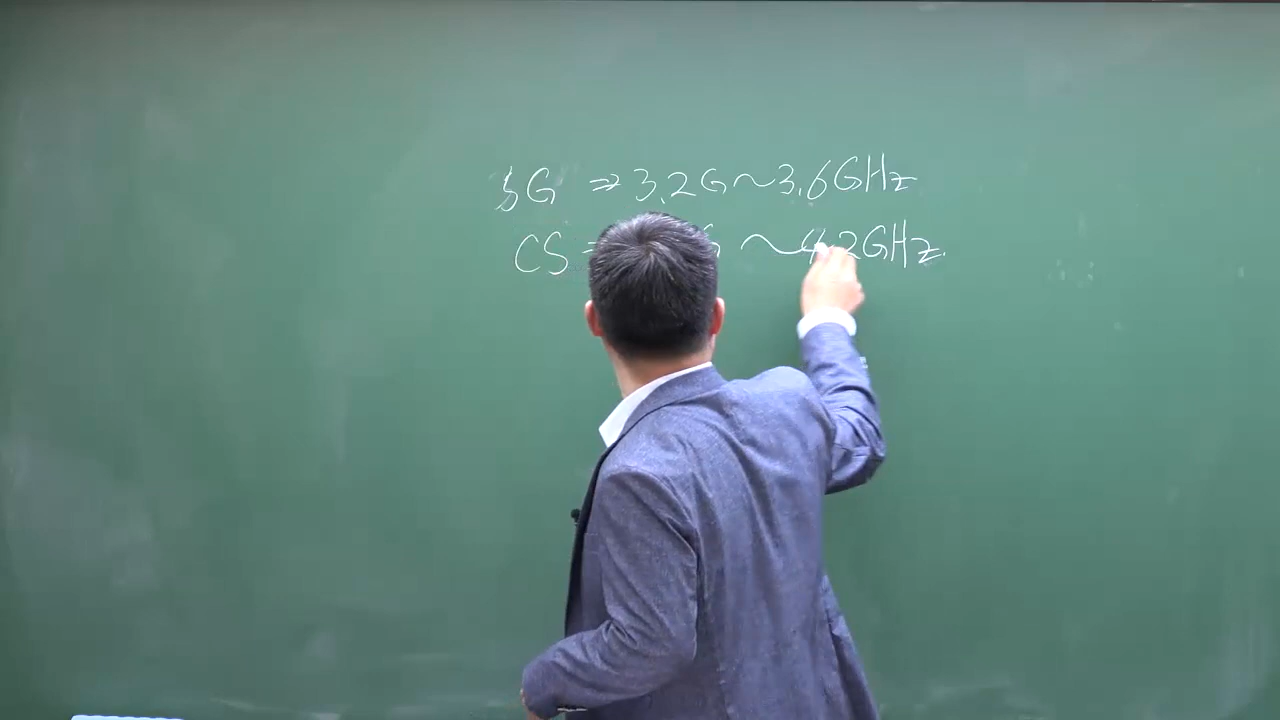 5G ⇒ 3.2G~3.6GHz
CS = G ~ 4.2GHz.